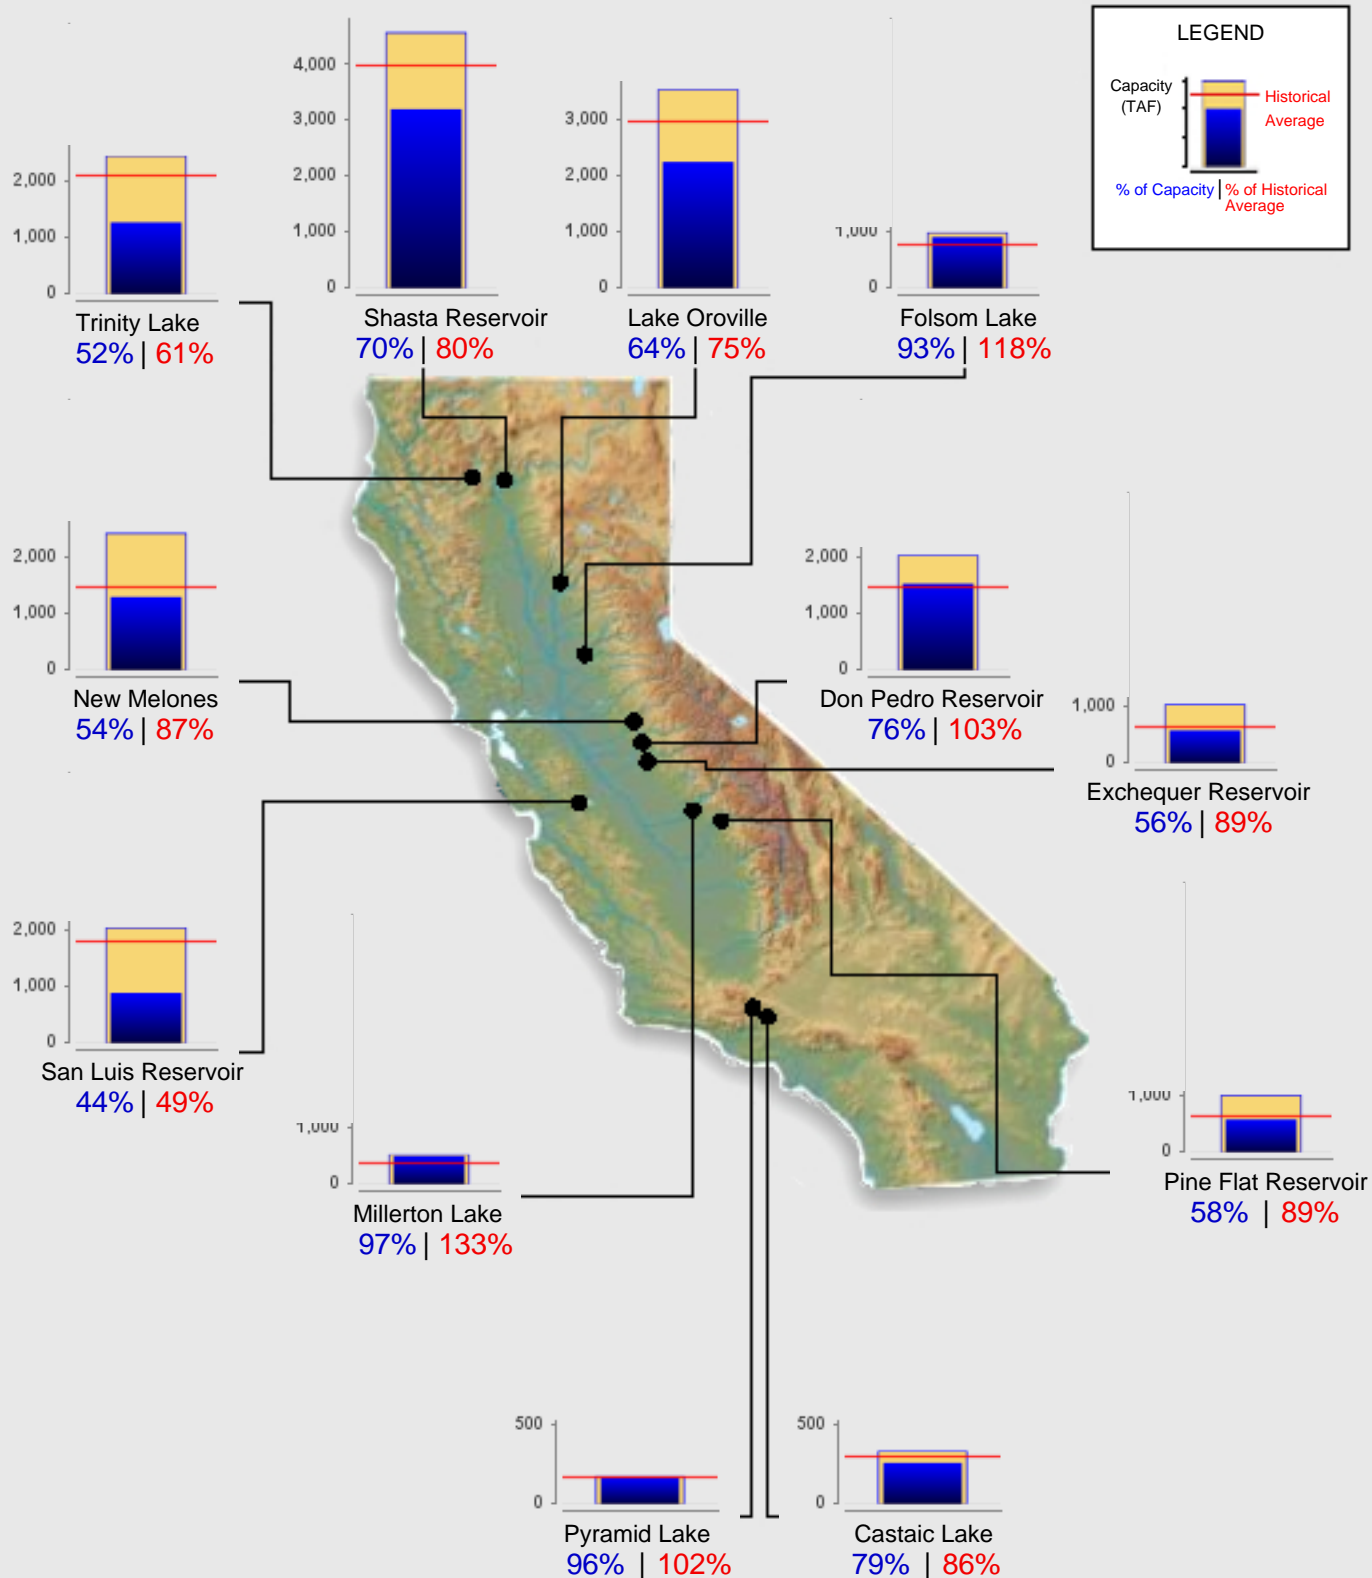 LEGEND
Capacity
(TAF)
Historical
Average
% of Capacity | % of Historical
Average
2,000
1,000
0
Trinity Lake
52% | 61%
4,000
3,000
2,000
1,000
0
Shasta Reservoir
70% | 80%
3,000
2,000
1,000
0
Lake Oroville
64% | 75%
1,000
0
Folsom Lake
93% | 118%
2,000
1,000
0
New Melones
54% | 87%
2,000
1,000
0
Don Pedro Reservoir
76% | 103%
1,000
0
Exchequer Reservoir
56% | 89%
2,000
1,000
0
San Luis Reservoir
44% | 49%
1,000
0
Millerton Lake
97% | 133%
1,000
0
Pine Flat Reservoir
58% | 89%
500
0
Pyramid Lake
96% | 102%
500
0
Castaic Lake
79% | 86%